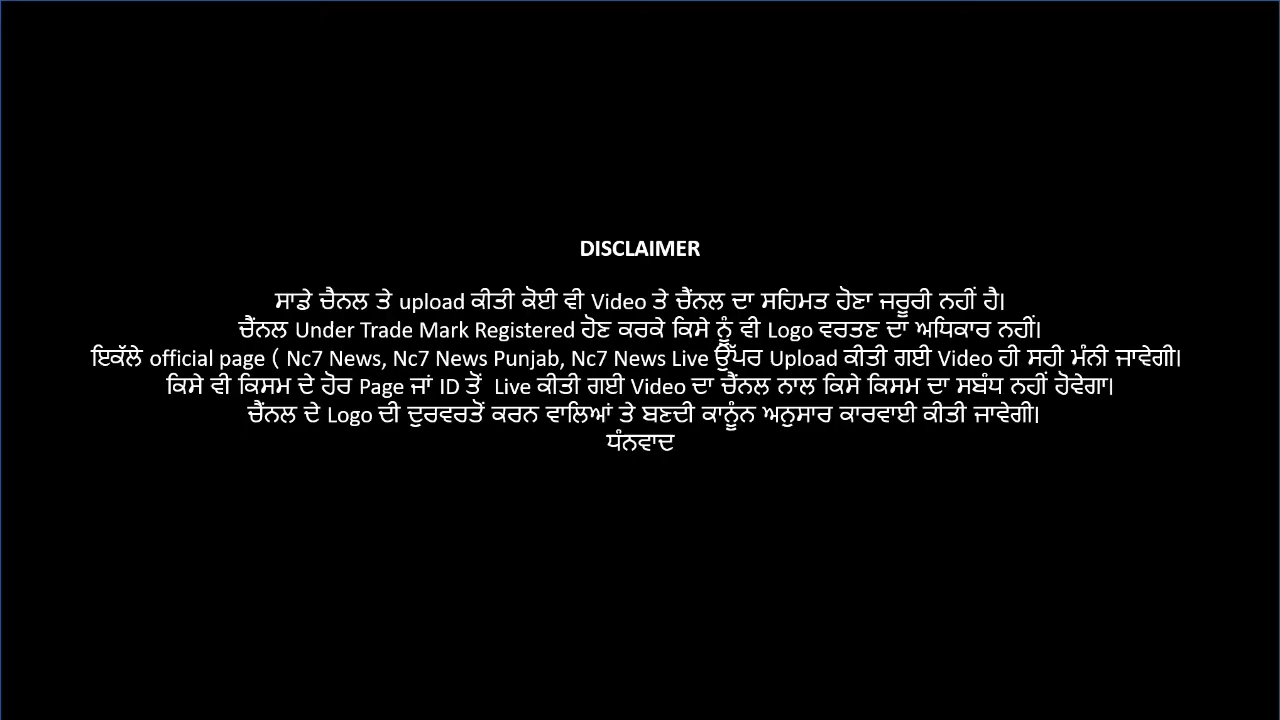 DISCLAIMER
ਸਾਡੇ ਚੈਨਲ ਤੇ upload ਕੀਤੀ ਕੋਈ ਵੀ Video ਤੇ ਚੈੱਨਲ ਦਾ ਸਹਿਮਤ ਹੋਣਾ ਜਰੂਰੀ ਨਹੀਂ ਹੈ।
ਚੈੱਨਲ Under Trade Mark Registered ਹੋਣ ਕਰਕੇ ਕਿਸੇ ਨੂੰ ਵੀ Logo ਵਰਤਣ ਦਾ ਅਧਿਕਾਰ ਨਹੀਂ।
ਇਕੱਲੇ official page ( Nc7 News, Nc7 News Punjab, Nc7 News Live ਉੱਪਰ Upload ਕੀਤੀ ਗਈ Video ਹੀ ਸਹੀ ਮੰਨੀ ਜਾਵੇਗੀ।
ਕਿਸੇ ਵੀ ਕਿਸਮ ਦੇ ਹੋਰ Page ਜਾਂ ID ਤੋਂ Live ਕੀਤੀ ਗਈ Video ਦਾ ਚੈੱਨਲ ਨਾਲ ਕਿਸੇ ਕਿਸਮ ਦਾ ਸਬੰਧ ਨਹੀਂ ਹੋਵੇਗਾ।
ਚੈੱਨਲ ਦੇ Logo ਦੀ ਦੁਰਵਰਤੋਂ ਕਰਨ ਵਾਲਿਆਂ ਤੇ ਬਣਦੀ ਕਾਨੂੰਨ ਅਨੁਸਾਰ ਕਾਰਵਾਈ ਕੀਤੀ ਜਾਵੇਗੀ।
ਧੰਨਵਾਦ